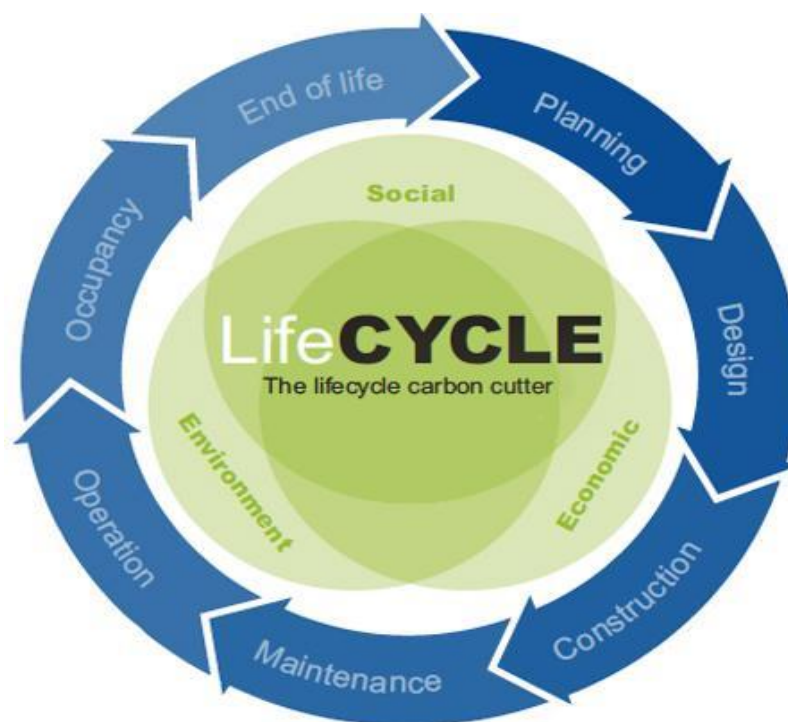 End of life
Planning
Design
Construction
Maintenance
Operation
Occupancy
Social
LifeCYCLE
The lifecycle carbon cutter
Environment
Economic